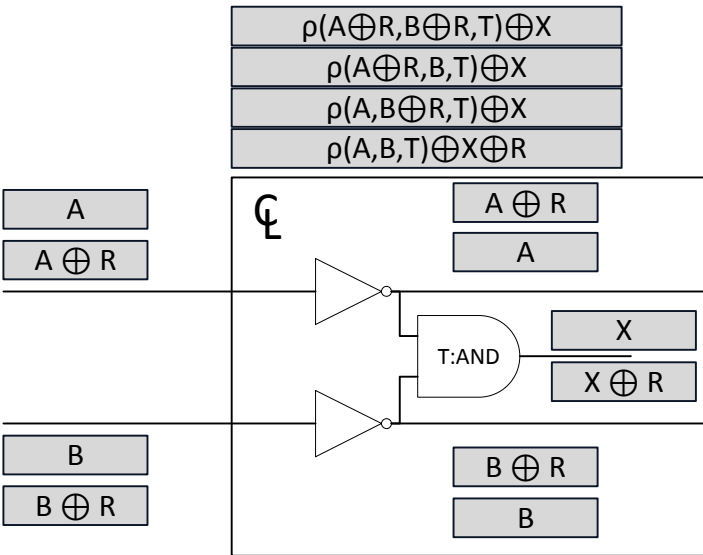 ρ(A⊕R,B⊕R,T)⊕X
ρ(A⊕R,B,T)⊕X
ρ(A,B⊕R,T)⊕X
ρ(A,B,T)⊕X⊕R
A
A ⊕ R
℄
A ⊕ R
A
T:AND
X
X ⊕ R
B
B ⊕ R
B ⊕ R
B